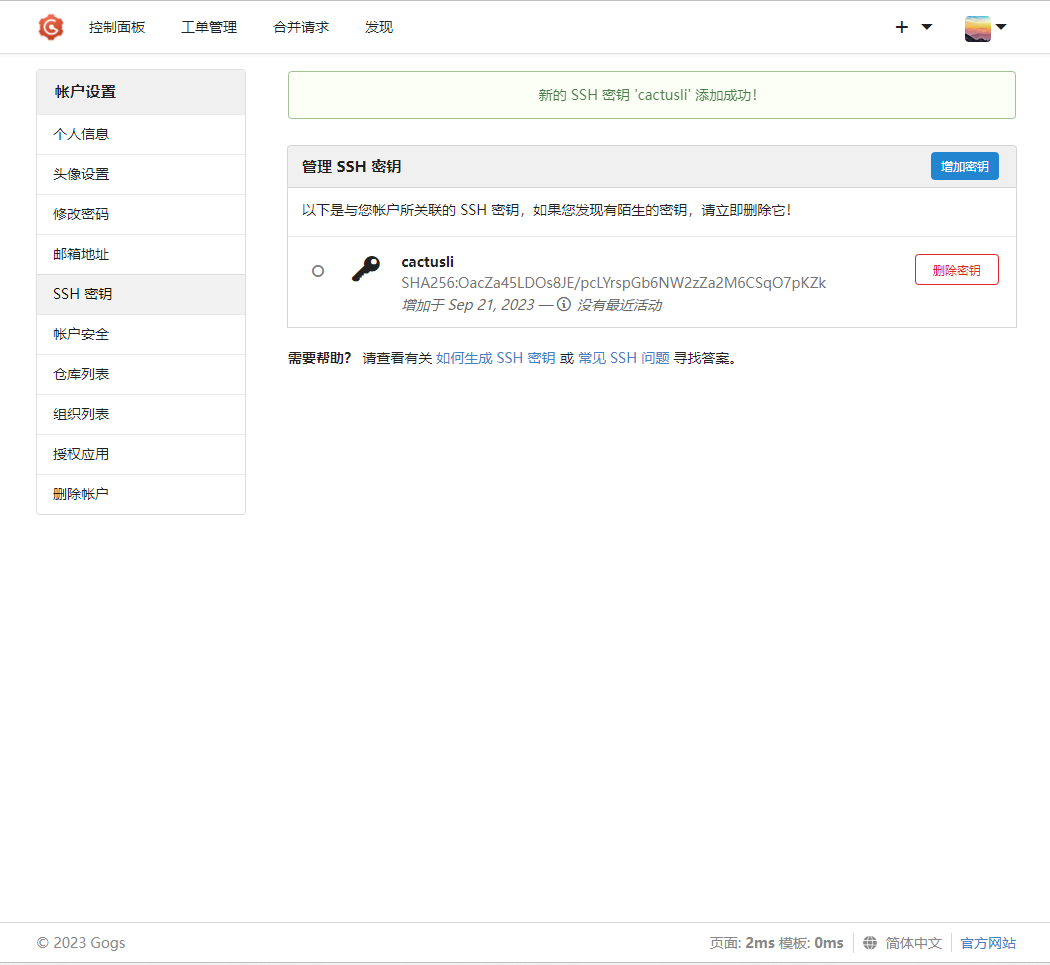 控制面板 工单管理 合并请求 发现
帐户设置
个人信息
头像设置
修改密码
邮箱地址
SSH 密钥
帐户安全
仓库列表
组织列表
授权应用
删除帐户
新的 SSH 密钥 'cactusli' 添加成功！
管理 SSH 密钥 增加密钥
以下是与您帐户所关联的 SSH 密钥，如果您发现有陌生的密钥，请立即删除它！
cactusli 删除密钥
SHA256:OacZa45LDOs8JE/pcLYrspGb6NW2zZa2M6CSqO7pKZk
增加于 Sep 21, 2023 — 没有最近活动
需要帮助？ 请查看有关 如何生成 SSH 密钥 或 常见 SSH 问题 寻找答案。
© 2023 Gogs 页面: 2ms 模板: 0ms 简体中文 官方网站